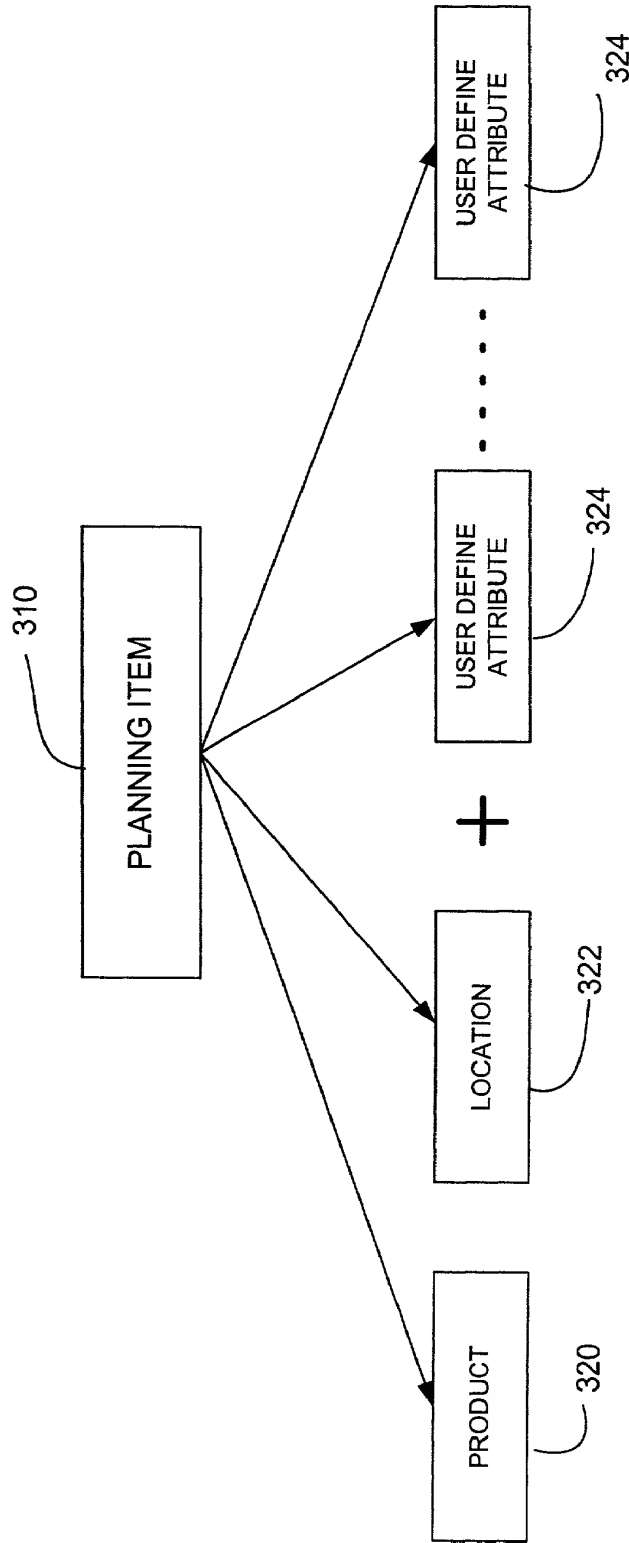 310
PLANNING ITEM
PRODUCT
LOCATION
+
USER DEFINE
ATTRIBUTE
USER DEFINE
ATTRIBUTE
320
322
324
324